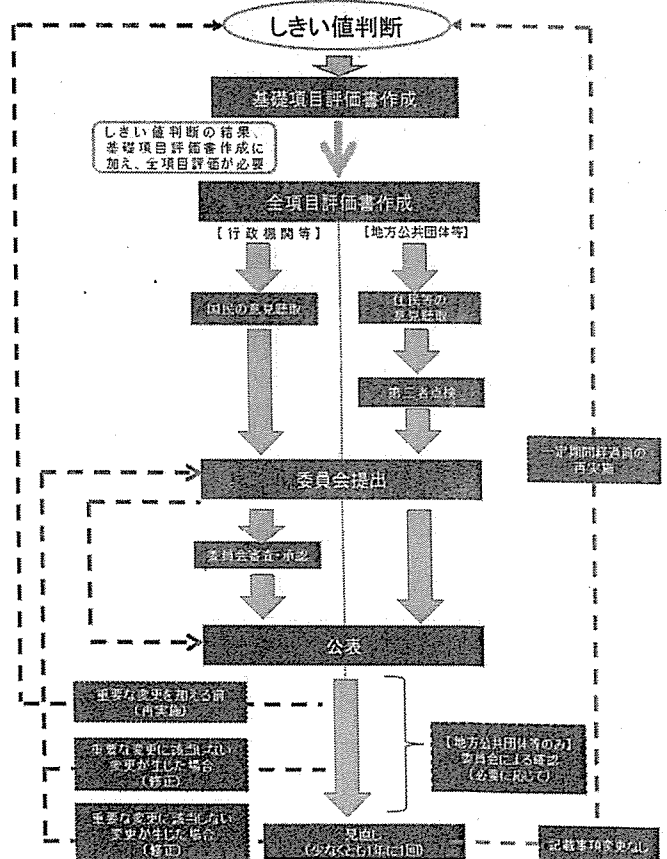 しきい値判断
基礎項目評価書作成
しきい値判断の結果、
基礎項目評価書作成に
加え、全項目評価が必要
全項目評価書作成
【行政機関等】
【地方公共団体等】
国民の意見聴取
住民等の
意見聴取
第三者点検
一定期間経過前の
再実施
委員会提出
委員会審査・承認
公表
重要な変更を加える前
(再実施)
【地方公共団体等のみ】
委員会による確認
(必要に応じて)
重要な変更に該当しない
変更が生じた場合
(修正)
重要な変更に該当しない
変更が生じた場合
(修正)
見直し
(少なくとも1年に1回)
記載事項変更なし